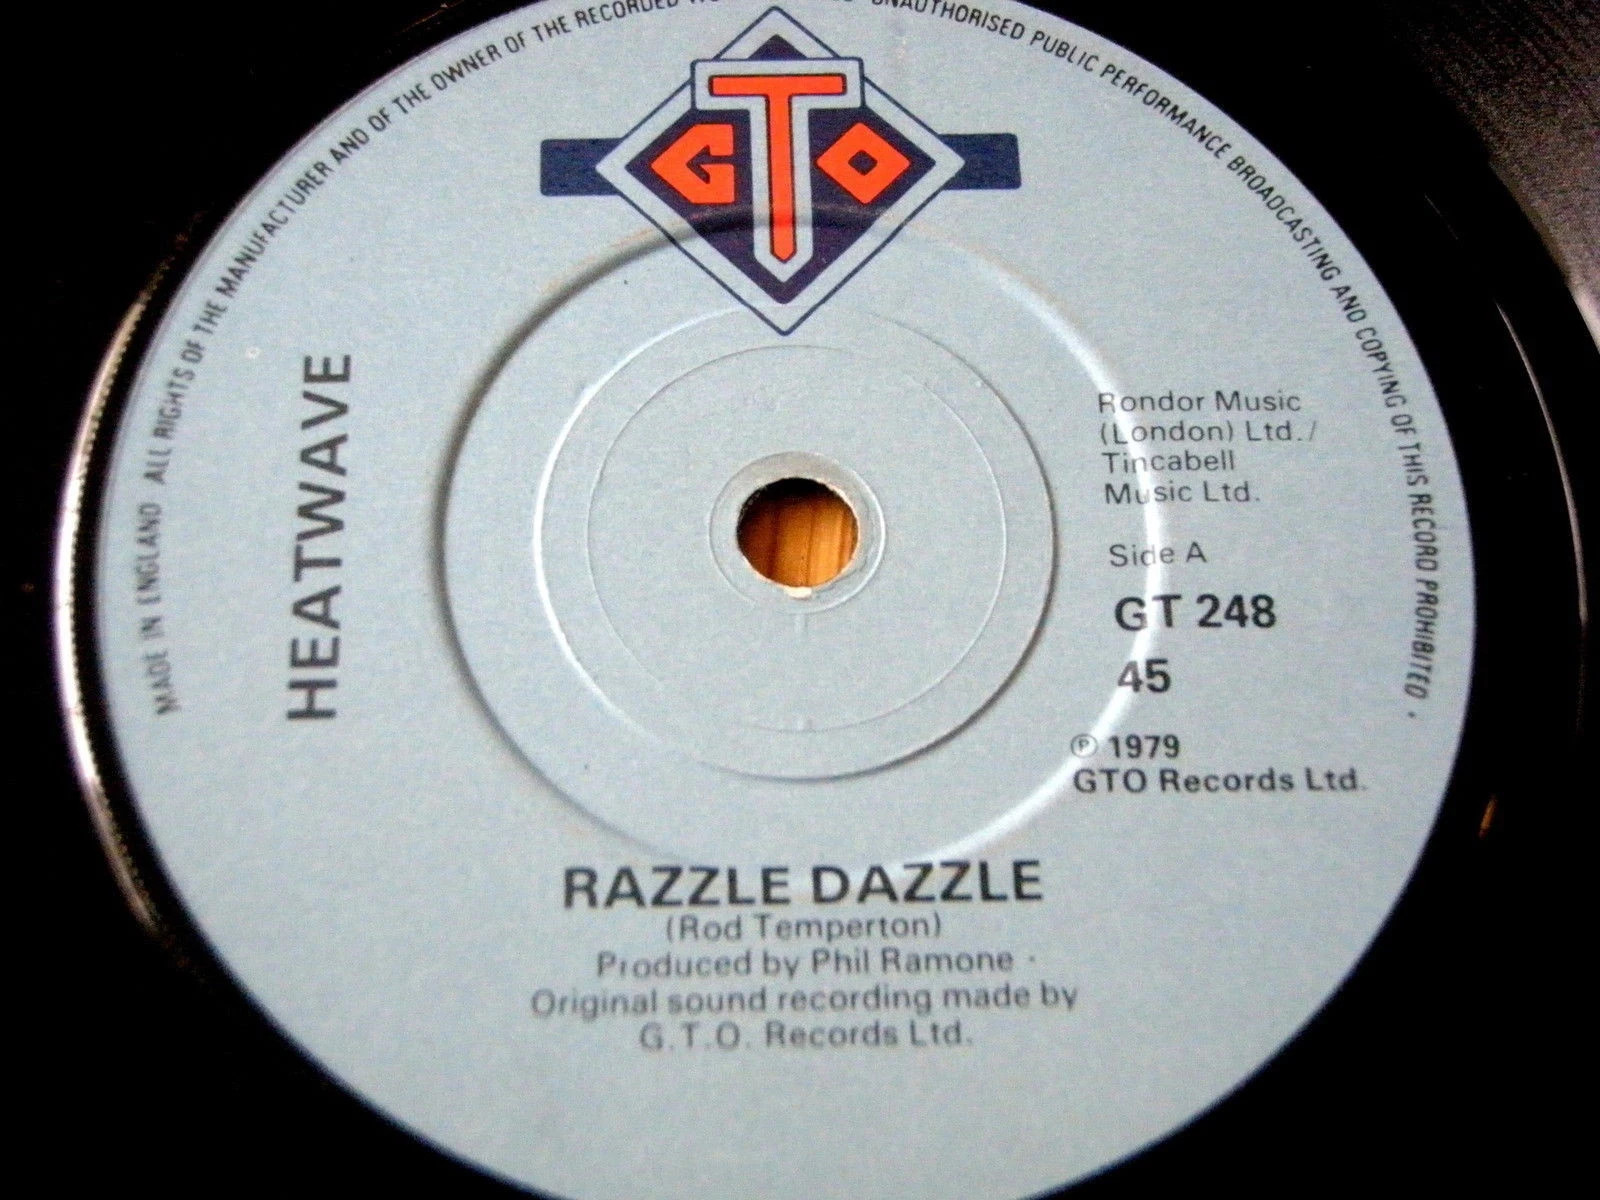 MADE IN ENGLAND ALL RIGHTS OF THE MANUFACTURER AND OF THE OWNER OF THE RECORDED UNAUTHORISED PUBLIC PERFORMANCE BROADCASTING AND COPYING OF THIS RECORD PROHIBITED .
GTO
HEATWAVE
Rondor Music
(London) Ltd./
Tincabell
Music Ltd.
Side A
GT 248
45
℗ 1979
GTO Records Ltd.
RAZZLE DAZZLE
(Rod Temperton)
Produced by Phil Ramone ·
Original sound recording made by
G.T.O. Records Ltd.